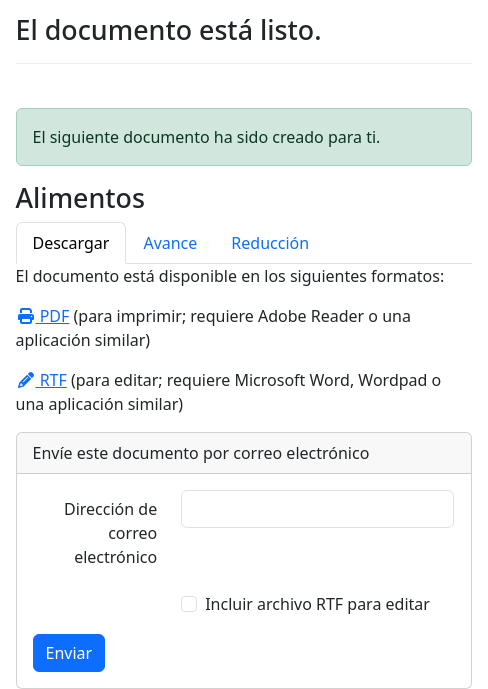 El documento está listo.
El siguiente documento ha sido creado para ti.
Alimentos
Descargar Avance Reducción
El documento está disponible en los siguientes formatos:
PDF (para imprimir; requiere Adobe Reader o una
aplicación similar)
RTF (para editar; requiere Microsoft Word, Wordpad o
una aplicación similar)
Envíe este documento por correo electrónico
Dirección de
correo
electrónico
Incluir archivo RTF para editar
Enviar